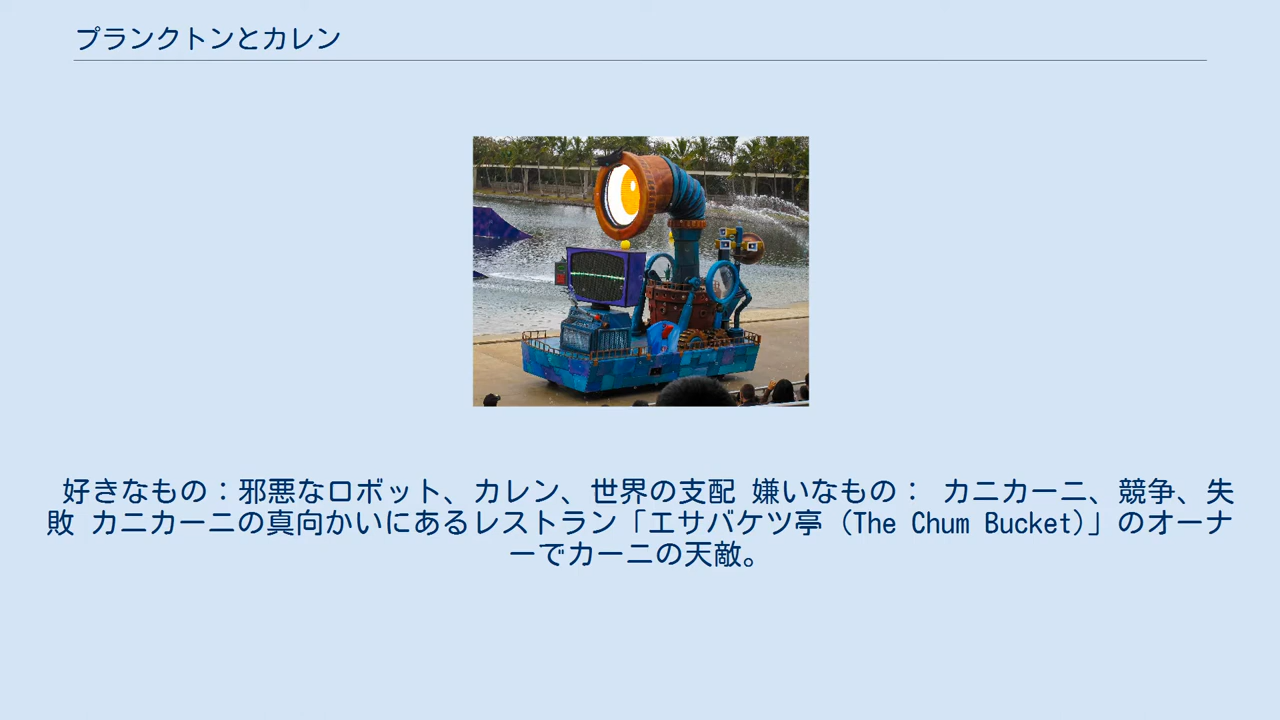 プランクトンとカレン
好きなもの：邪悪なロボット、カレン、世界の支配 嫌いなもの： カニカーニ、競争、失
敗 カニカーニの真向かいにあるレストラン「エサバケツ亭（The Chum Bucket)」のオーナ
ーでカーニの天敵。